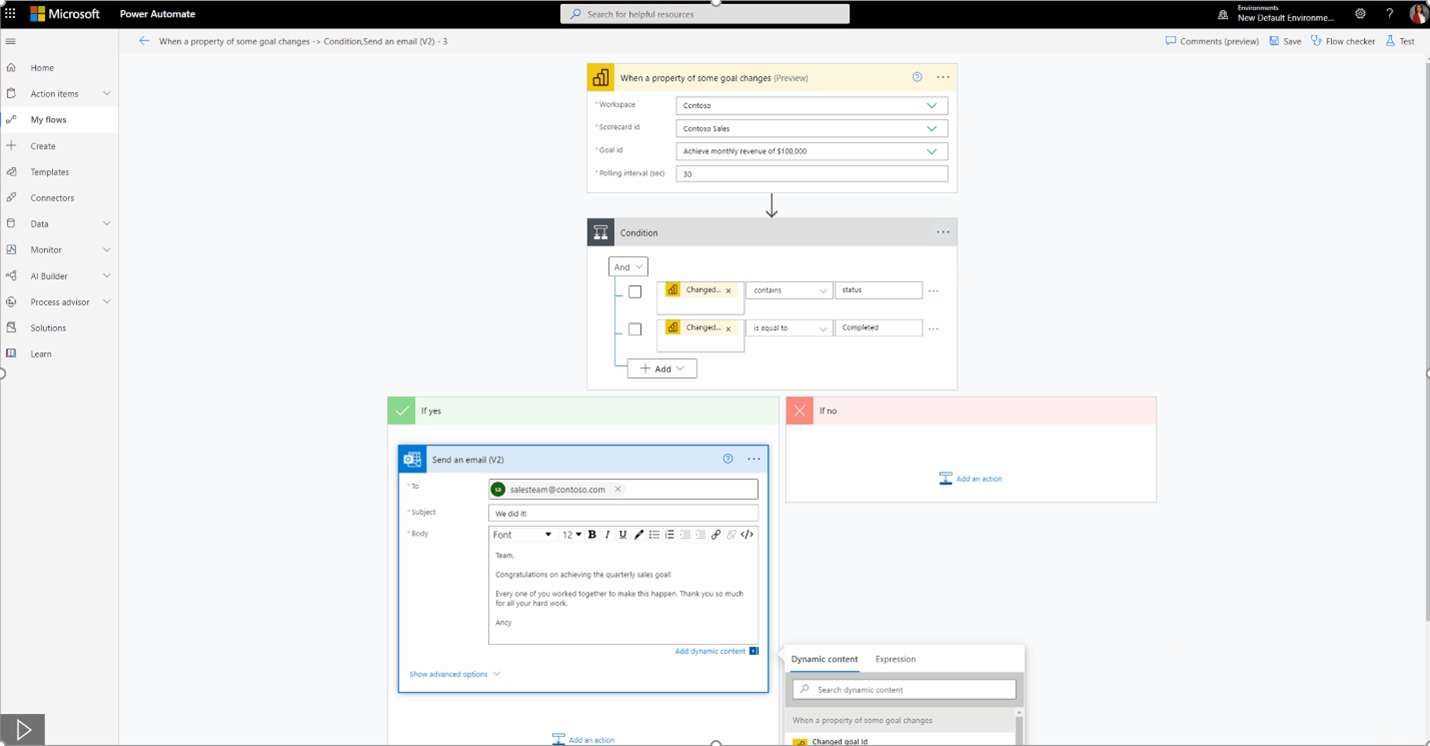 Microsoft Power Automate
Search for helpful resources
Environments
New Default Environme...
?
When a property of some goal changes -> Condition,Send an email (V2) - 3
Comments (preview) Save Flow checker Test
Home
Action items
My flows
Create
Templates
Connectors
Data
Monitor
AI Builder
Process advisor
Solutions
Learn
When a property of some goal changes (Preview) ? ...
* Workspace Contoso
* Scorecard id Contoso Sales
* Goal id Achieve monthly revenue of $100,000
* Polling interval (sec) 30
Condition ...
And
Changed... × contains status ...
Changed... × is equal to Completed ...
+ Add
If yes
If no
Add an action
Send an email (V2) ? ...
* To sa salesteam@contoso.com ×
* Subject We did it!
* Body Font 12 B I U </>
Team,
Congratulations on achieving the quarterly sales goal!
Every one of you worked together to make this happen. Thank you so much
for all your hard work.
Ancy
Add dynamic content
Show advanced options
Add an action
Dynamic content Expression
Search dynamic content
When a property of some goal changes
Changed goal id